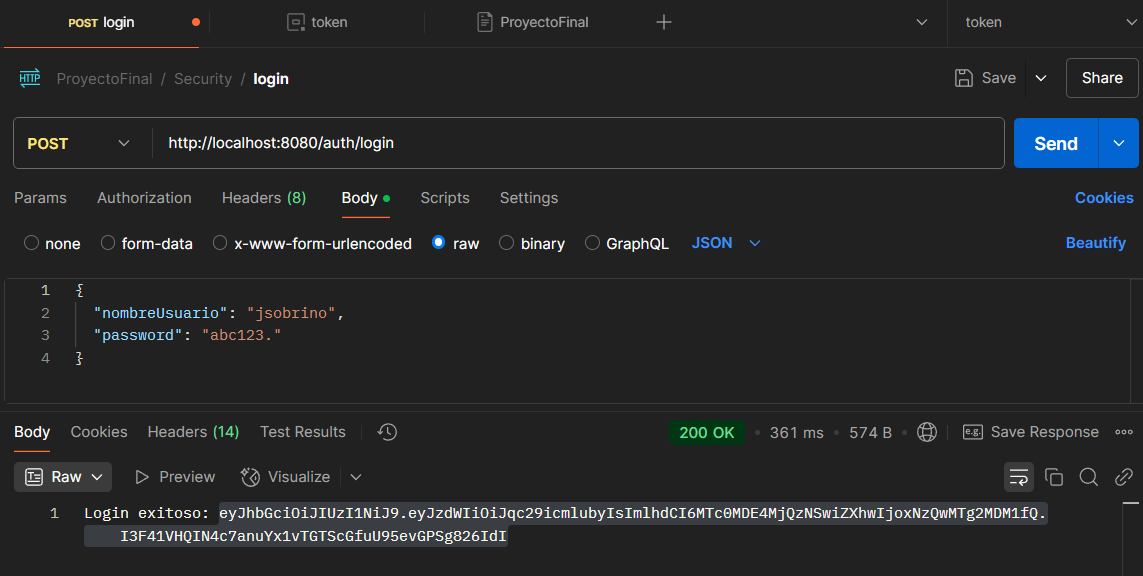 POST login token ProyectoFinal token
HTTP ProyectoFinal / Security / login Save Share
POST http://localhost:8080/auth/login Send
Params Authorization Headers (8) Body Scripts Settings Cookies
none form-data x-www-form-urlencoded raw binary GraphQL JSON Beautify
1 {
2 "nombreUsuario": "jsobrino",
3 "password": "abc123."
4 }
Body Cookies Headers (14) Test Results 200 OK • 361 ms • 574 B • e.g. Save Response
Raw Preview Visualize
1 Login exitoso: eyJhbGciOiJIUzI1NiJ9.eyJzdWIiOiJqc29icmlubyIsImlhdCI6MTc0MDE4MjQzNSwiZXhwIjoxNzQwMTg2MDM1fQ.
I3F41VHQIN4c7anuYx1vTGTScGfuU95evGPSg826IdI